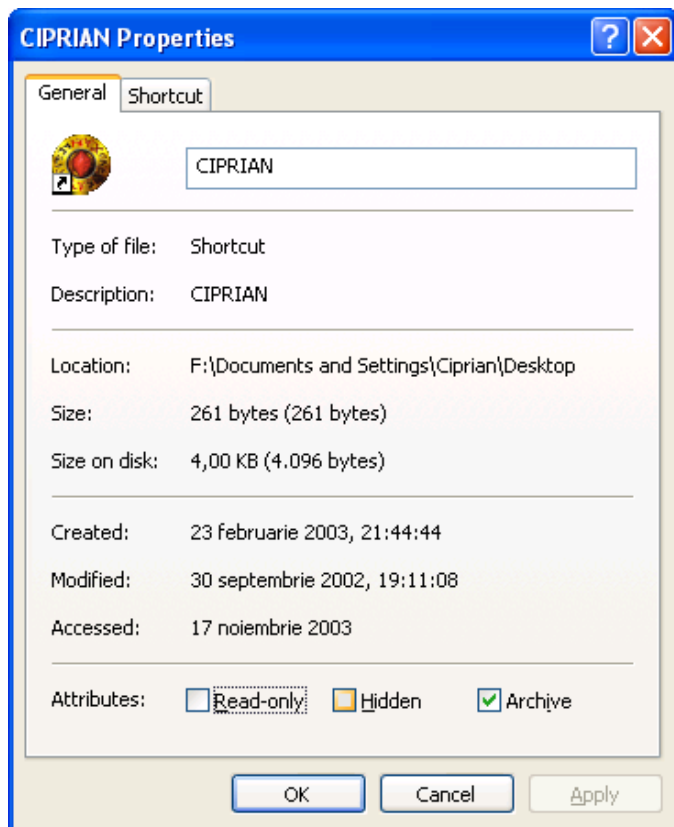 CIPRIAN Properties
General Shortcut
CIPRIAN
Type of file: Shortcut
Description: CIPRIAN
Location: F:\Documents and Settings\Ciprian\Desktop
Size: 261 bytes (261 bytes)
Size on disk: 4,00 KB (4.096 bytes)
Created: 23 februarie 2003, 21:44:44
Modified: 30 septembrie 2002, 19:11:08
Accessed: 17 noiembrie 2003
Attributes: Read-only Hidden Archive
OK Cancel Apply